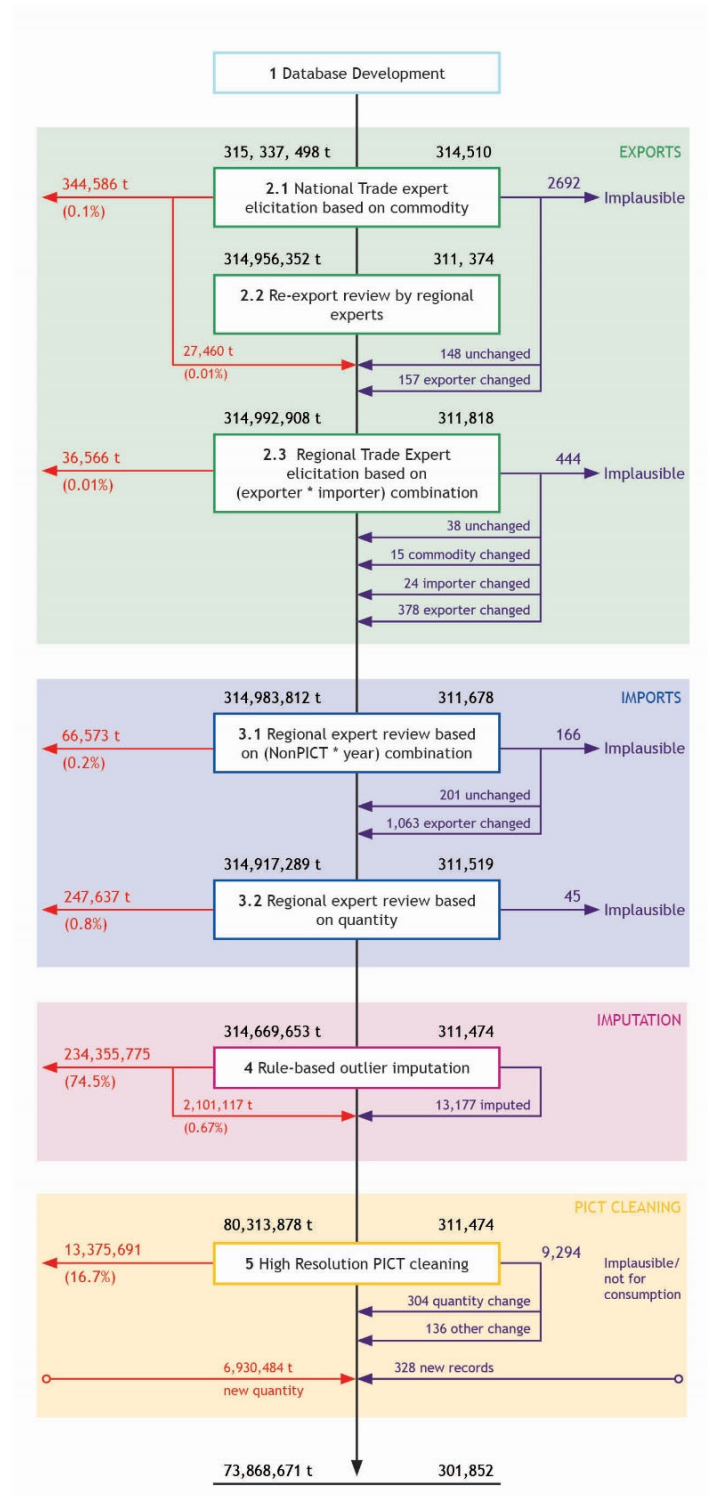 1 Database Development
EXPORTS
315, 337, 498 t 314,510
344,586 t
(0.1%)
2.1 National Trade expert
elicitation based on commodity
2692
Implausible
314,956,352 t 311, 374
2.2 Re-export review by regional
experts
27,460 t
(0.01%)
148 unchanged
157 exporter changed
314,992,908 t 311,818
36,566 t
(0.01%)
2.3 Regional Trade Expert
elicitation based on
(exporter * importer) combination
444
Implausible
38 unchanged
15 commodity changed
24 importer changed
378 exporter changed
IMPORTS
314,983,812 t 311,678
66,573 t
(0.2%)
3.1 Regional expert review based
on (NonPICT * year) combination
166
Implausible
201 unchanged
1,063 exporter changed
314,917,289 t 311,519
247,637 t
(0.8%)
3.2 Regional expert review based
on quantity
45
Implausible
IMPUTATION
314,669,653 t 311,474
234,355,775
(74.5%)
4 Rule-based outlier imputation
2,101,117 t
(0.67%)
13,177 imputed
PICT CLEANING
80,313,878 t 311,474
13,375,691
(16.7%)
5 High Resolution PICT cleaning
9,294
Implausible/
not for
consumption
304 quantity change
136 other change
6,930,484 t
new quantity
328 new records
73,868,671 t 301,852